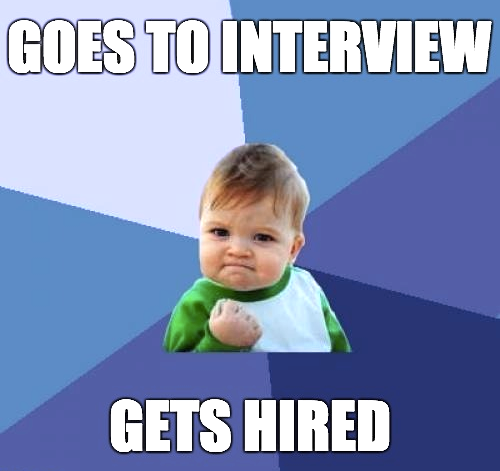 GOES TO INTERVIEW
GETS HIRED